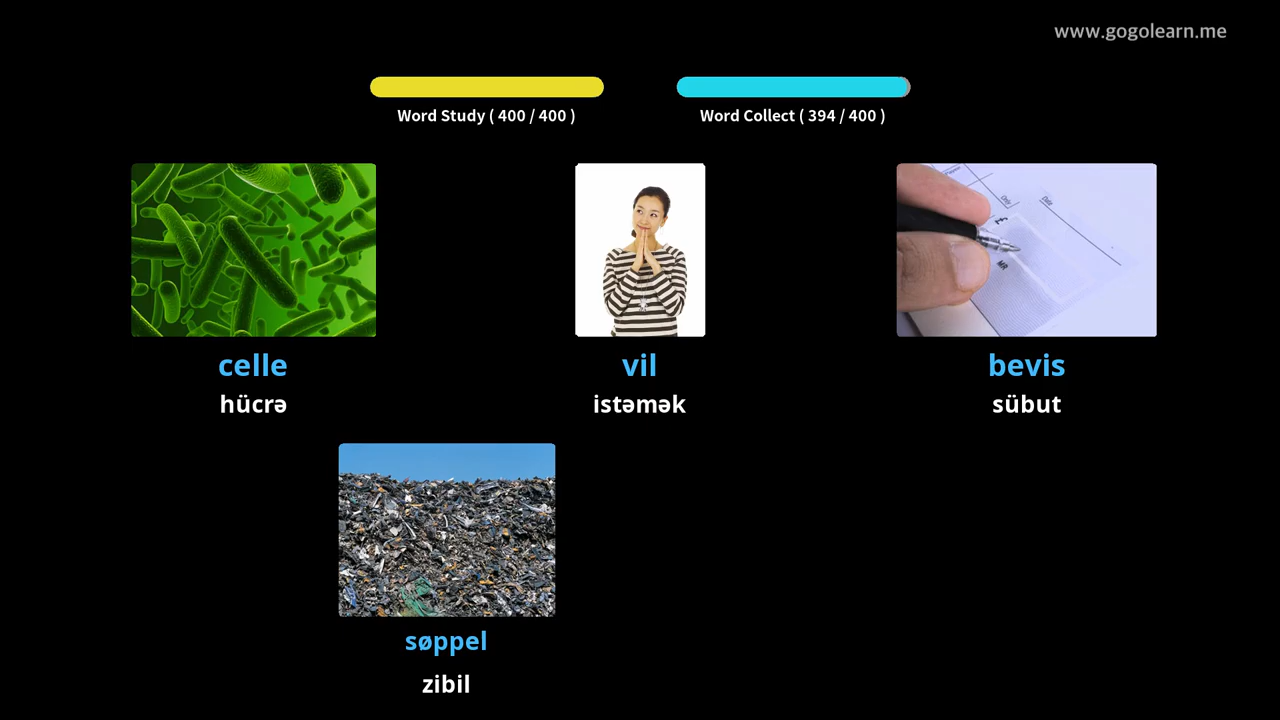 www.gogolearn.me
Word Study ( 400 / 400 )
Word Collect ( 394 / 400 )
celle
hücrə
vil
istəmək
bevis
sübut
søppel
zibil